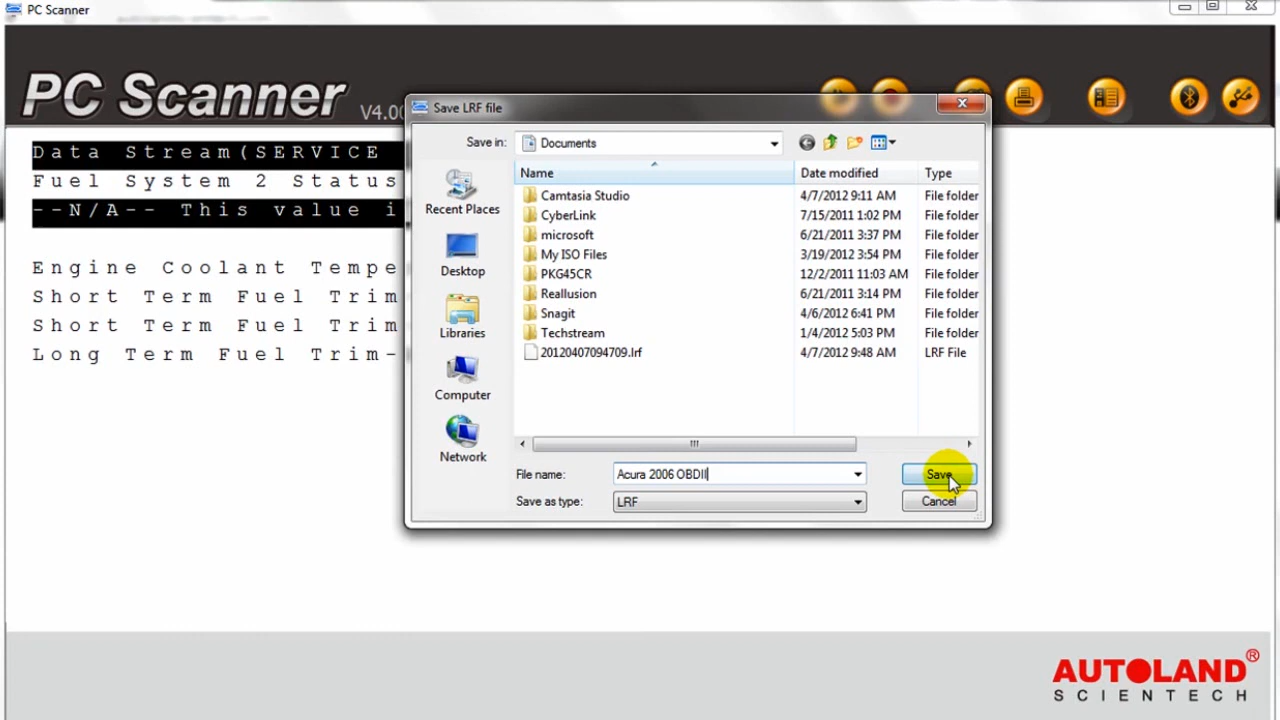 PC Scanner
PC Scanner V4.00
Data Stream(SERVICE
Fuel System 2 Status
--N/A-- This value i
Engine Coolant Tempe
Short Term Fuel Trim
Short Term Fuel Trim
Long Term Fuel Trim-
Save LRF file
Save in: Documents
Name Date modified Type
Camtasia Studio 4/7/2012 9:11 AM File folder
CyberLink 7/15/2011 1:02 PM File folder
microsoft 6/21/2011 3:37 PM File folder
My ISO Files 3/19/2012 3:54 PM File folder
PKG45CR 12/2/2011 11:03 AM File folder
Reallusion 6/21/2011 3:14 PM File folder
Snagit 4/6/2012 6:41 PM File folder
Techstream 1/4/2012 5:03 PM File folder
20120407094709.lrf 4/7/2012 9:48 AM LRF File
Recent Places
Desktop
Libraries
Computer
Network
File name: Acura 2006 OBDII Save
Save as type: LRF Cancel
AUTOLAND®
SCIENTECH